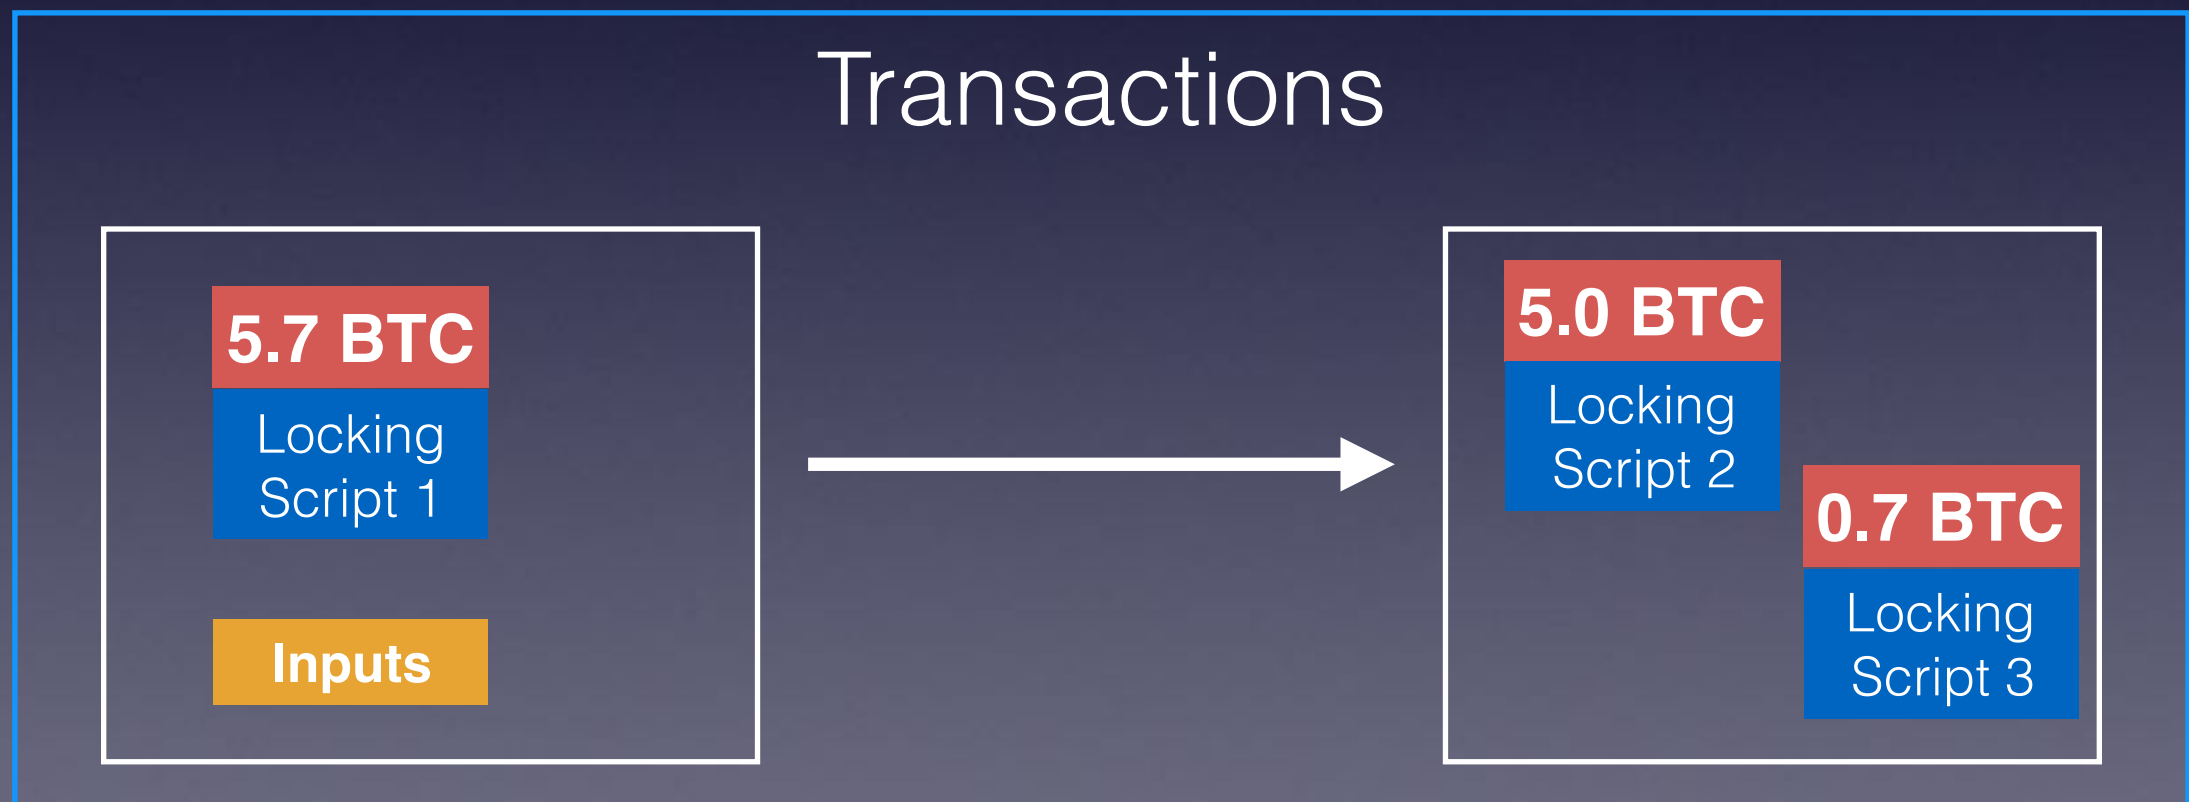 Transactions
5.7 BTC
Locking
Script 1
Inputs
5.0 BTC
Locking
Script 2
0.7 BTC
Locking
Script 3